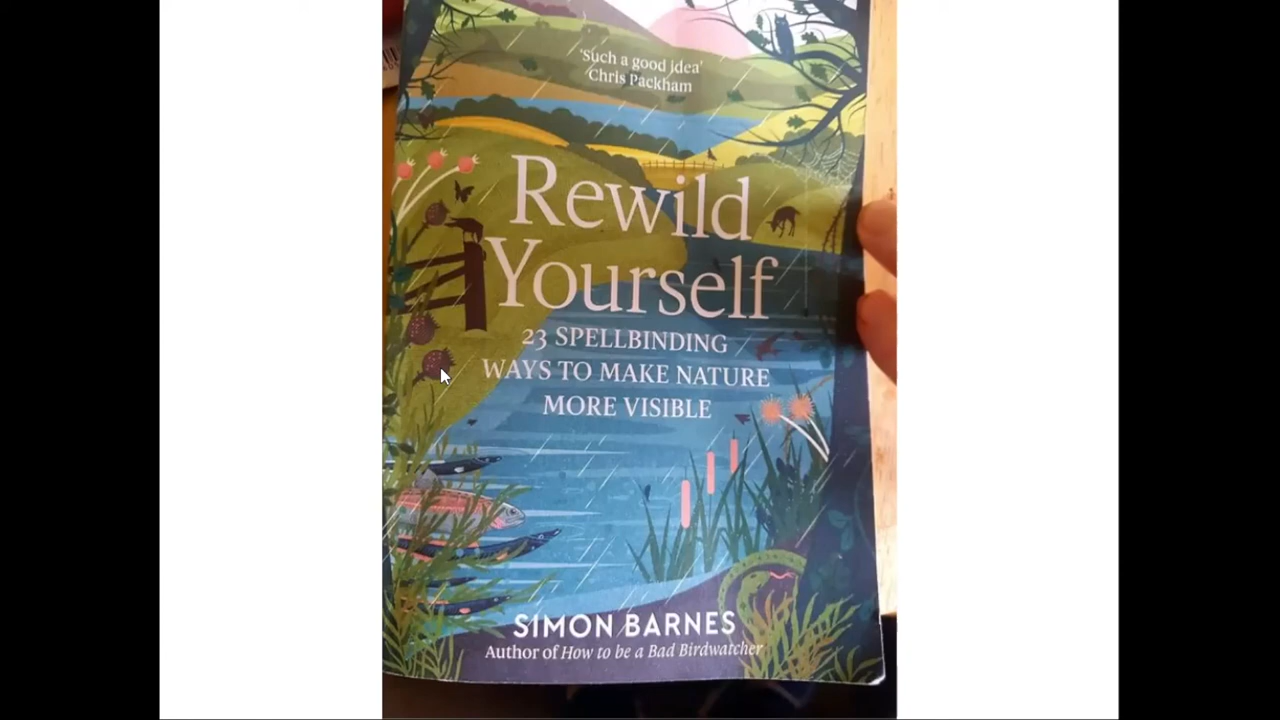 'Such a good idea'
Chris Packham
Rewild
Yourself
23 SPELLBINDING
WAYS TO MAKE NATURE
MORE VISIBLE
SIMON BARNES
Author of How to be a Bad Birdwatcher